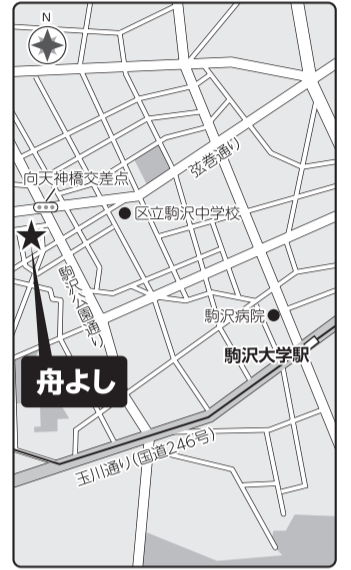 N
弦巻通り
向天神橋交差点
区立駒沢中学校
駒沢公園通り
駒沢病院
駒沢大学駅
舟よし
玉川通り(国道246号)